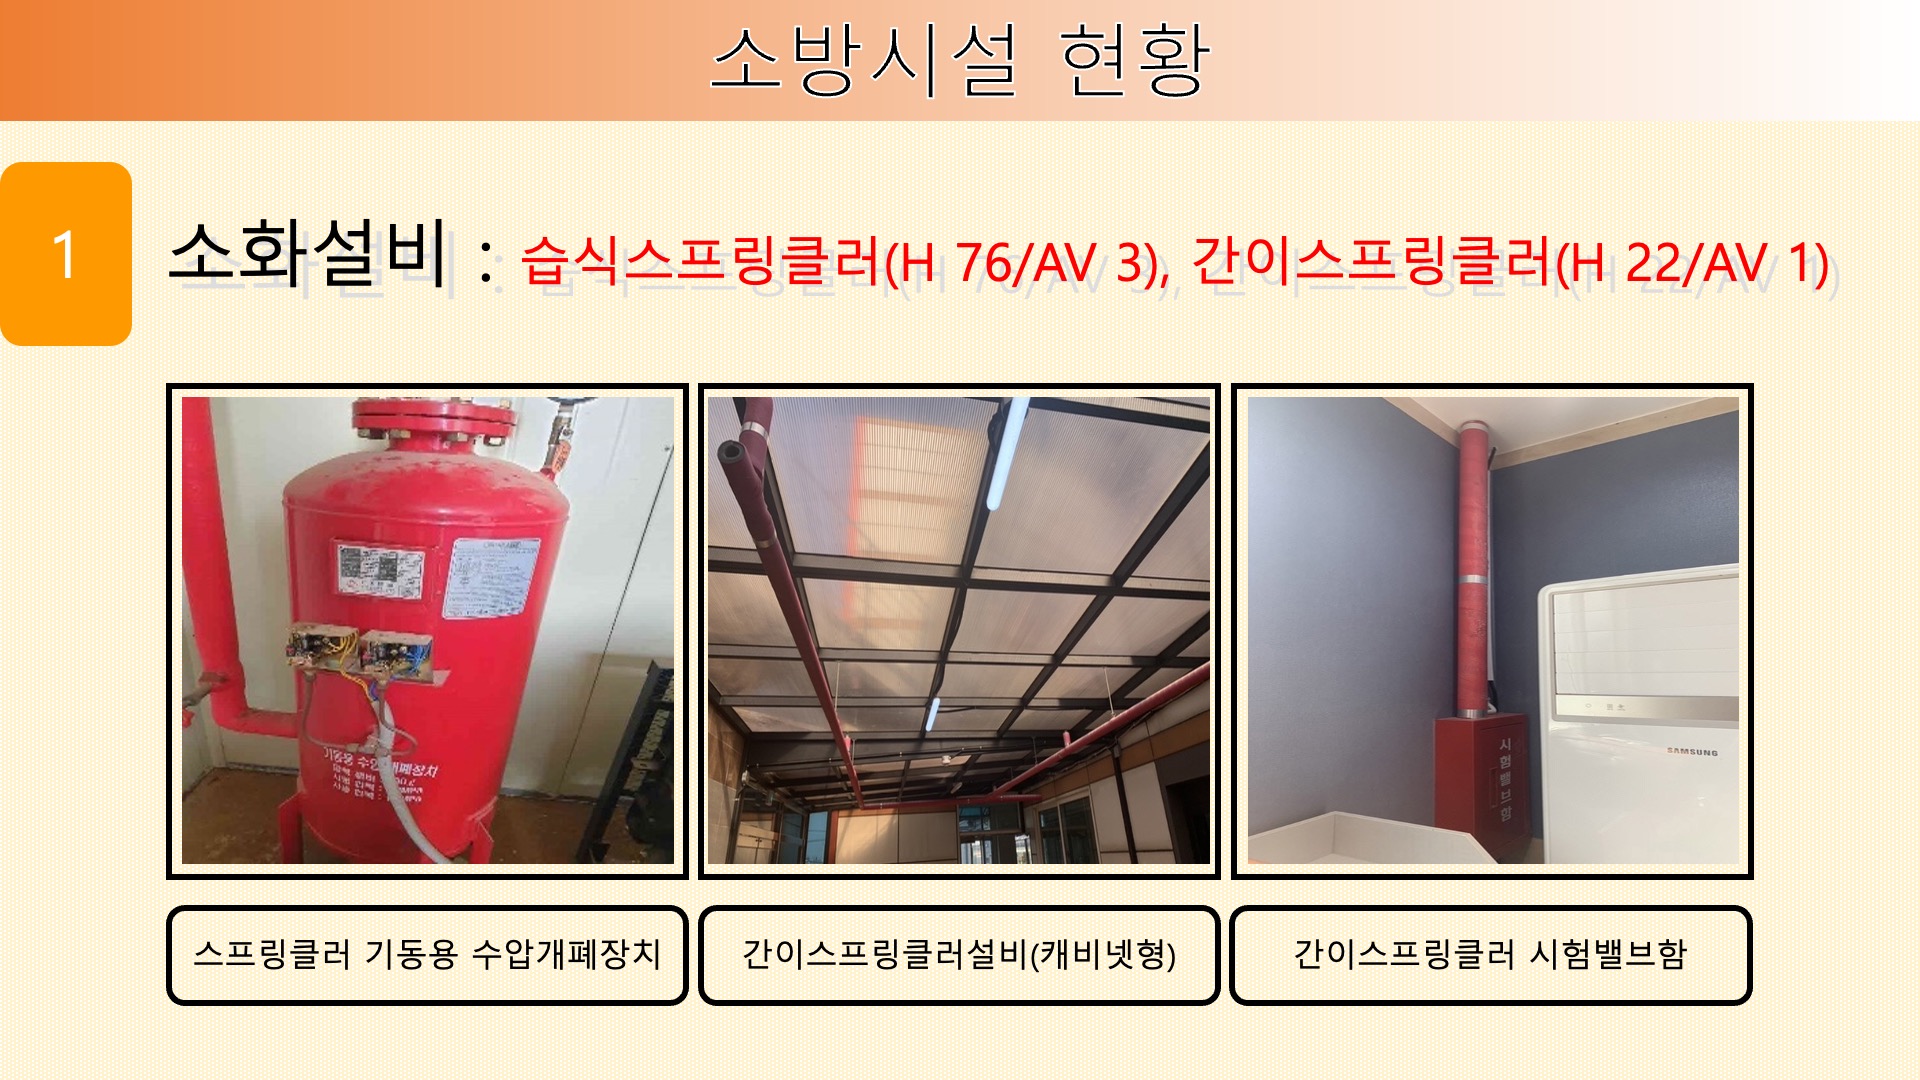 소방시설 현황
1
소화설비 : 습식스프링클러(H 76/AV 3), 간이스프링클러(H 22/AV 1)
기동용 수압개폐장치
SAMSUNG
시험밸브함
스프링클러 기동용 수압개폐장치
간이스프링클러설비(캐비넷형)
간이스프링클러 시험밸브함